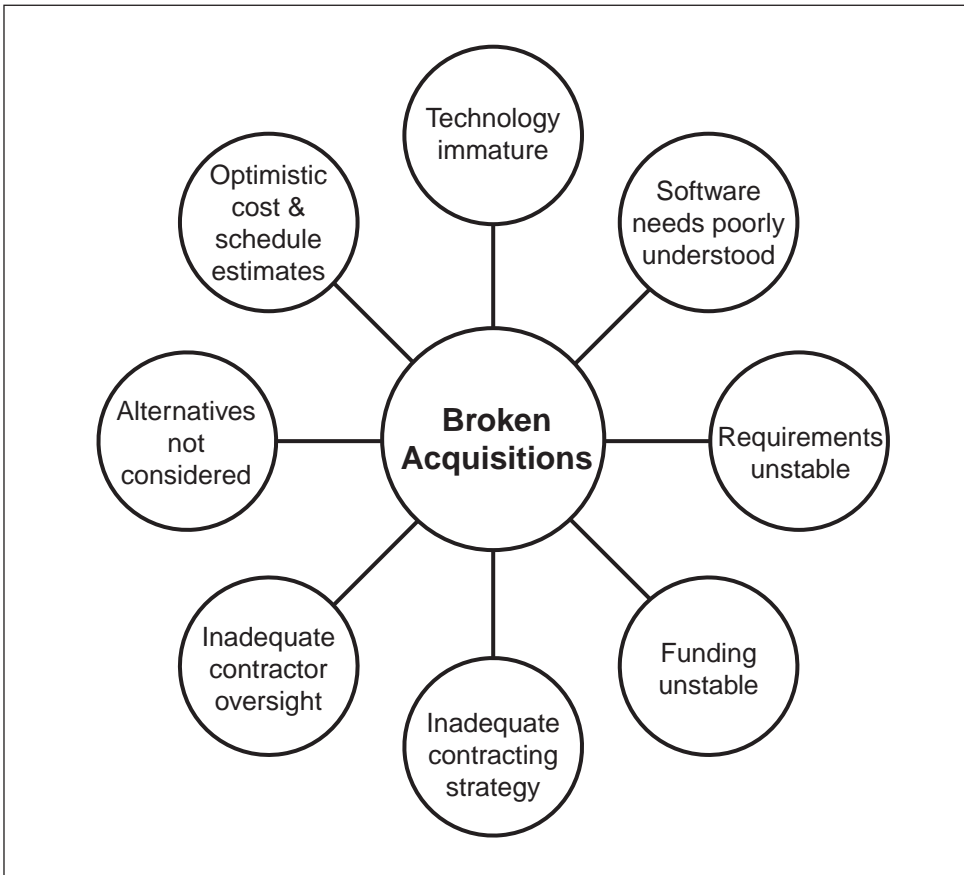 Technology
immature
Optimistic
cost &
schedule
estimates
Software
needs poorly
understood
Alternatives
not
considered
Broken
Acquisitions
Requirements
unstable
Inadequate
contractor
oversight
Funding
unstable
Inadequate
contracting
strategy